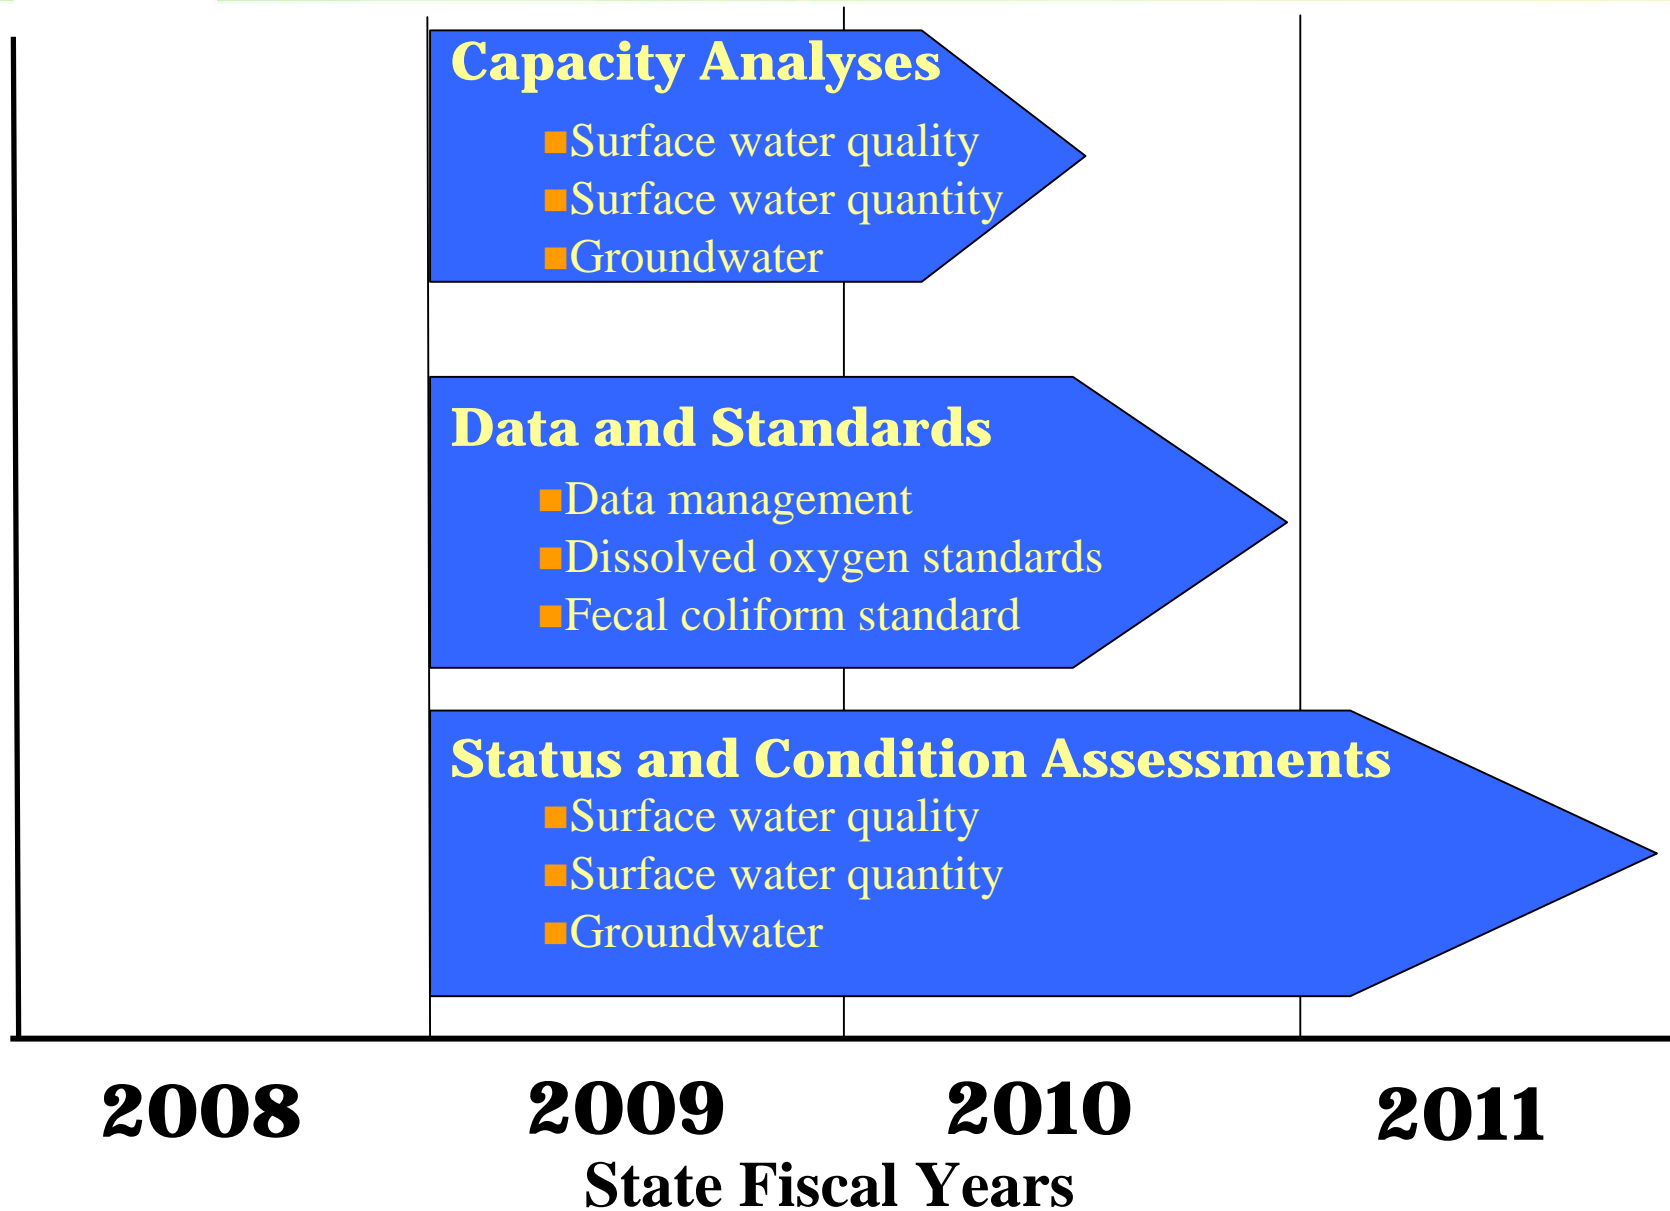 Capacity Analyses
Surface water quality
Surface water quantity
Groundwater
Data and Standards
Data management
Dissolved oxygen standards
Fecal coliform standard
Status and Condition Assessments
Surface water quality
Surface water quantity
Groundwater
2008 2009 2010 2011
State Fiscal Years